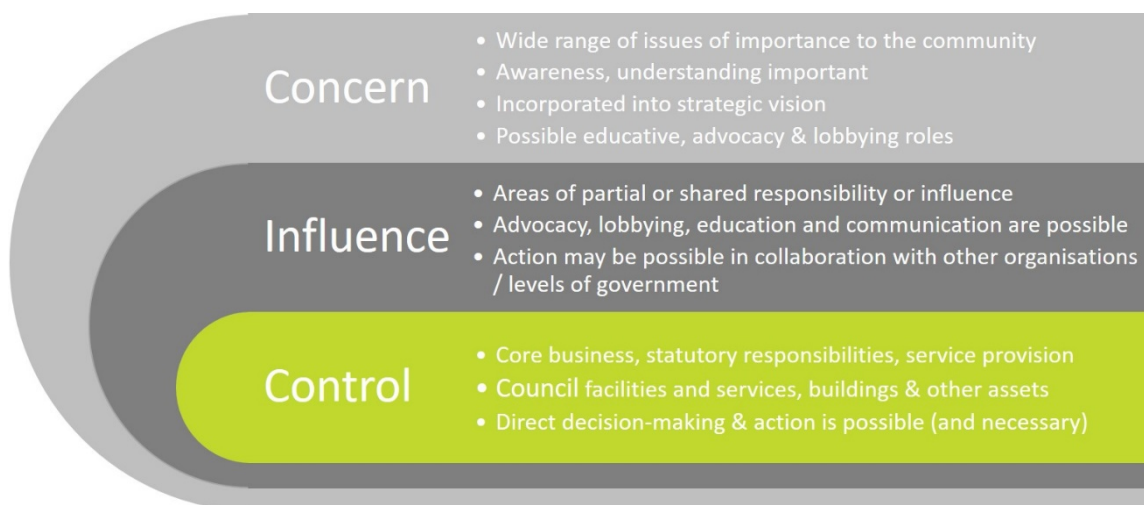 Concern
• Wide range of issues of importance to the community
• Awareness, understanding important
• Incorporated into strategic vision
• Possible educative, advocacy & lobbying roles
Influence
• Areas of partial or shared responsibility or influence
• Advocacy, lobbying, education and communication are possible
• Action may be possible in collaboration with other organisations
/ levels of government
Control
• Core business, statutory responsibilities, service provision
• Council facilities and services, buildings & other assets
• Direct decision-making & action is possible (and necessary)